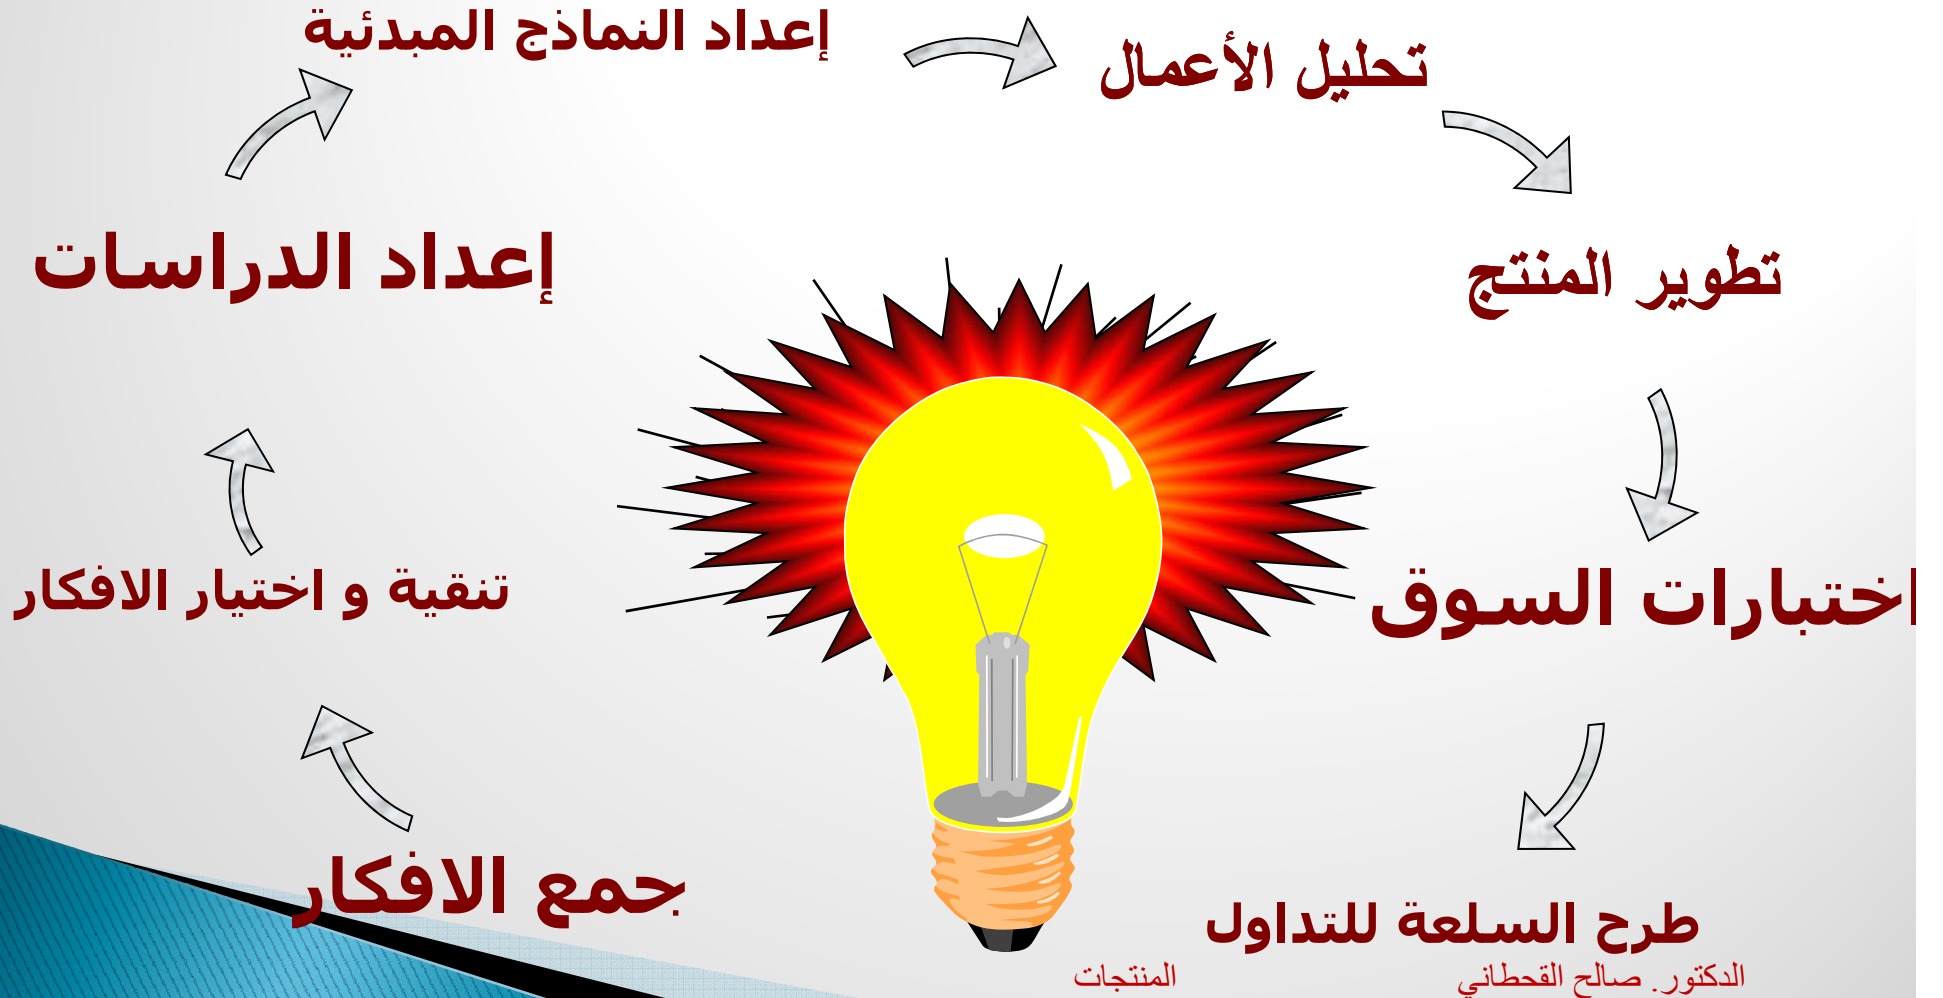 إعداد النماذج المبدئية
تحليل الأعمال
إعداد الدراسات
تطوير المنتج
تنقية و اختيار الافكار
اختبارات السوق
جمع الافكار
طرح السلعة للتداول
المنتجات
الدكتور. صالح القحطاني